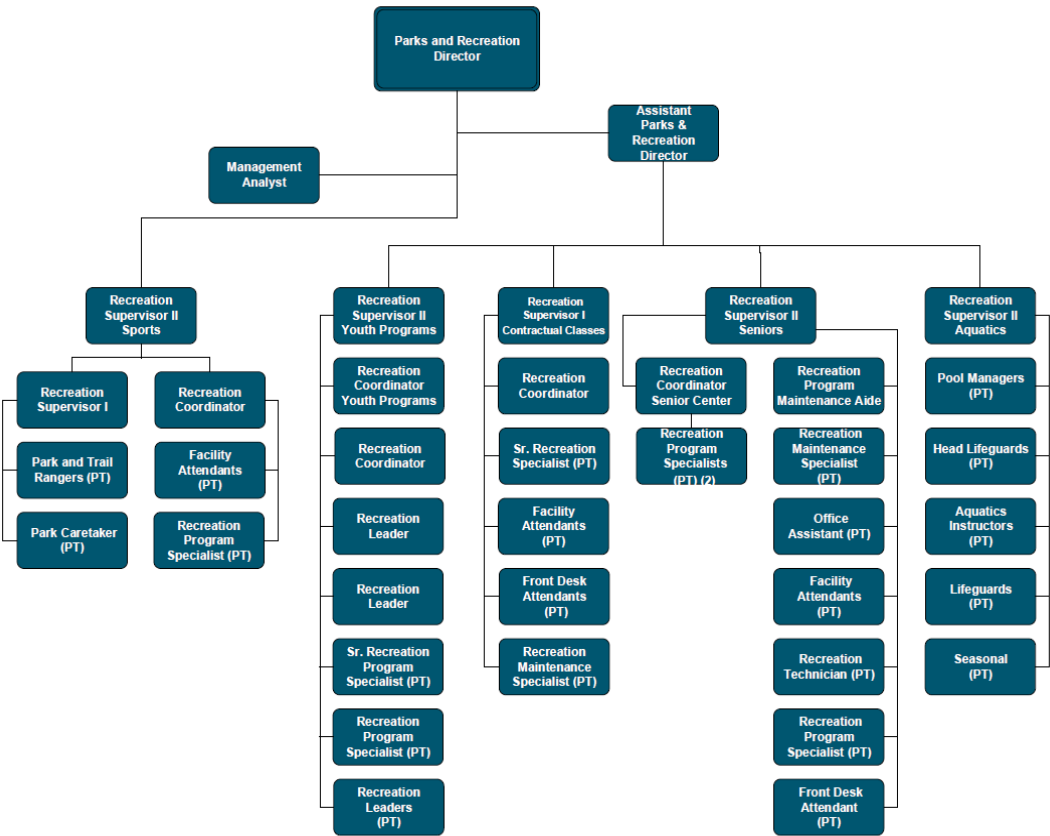 Parks and Recreation
Director
Assistant
Parks &
Recreation
Director
Management
Analyst
Recreation
Supervisor II
Sports
Recreation
Supervisor I
Park and Trail
Rangers (PT)
Park Caretaker
(PT)
Recreation
Coordinator
Facility
Attendants
(PT)
Recreation
Program
Specialist (PT)
Recreation
Supervisor II
Youth Programs
Recreation
Coordinator
Youth Programs
Recreation
Coordinator
Recreation
Leader
Recreation
Leader
Sr. Recreation
Program
Specialist (PT)
Recreation
Program
Specialist (PT)
Recreation
Leaders
(PT)
Recreation
Supervisor I
Contractual Classes
Recreation
Coordinator
Sr. Recreation
Specialist (PT)
Facility
Attendants
(PT)
Front Desk
Attendants
(PT)
Recreation
Maintenance
Specialist (PT)
Recreation
Supervisor II
Seniors
Recreation
Coordinator
Senior Center
Recreation
Program
Specialists
(PT) (2)
Recreation
Program
Maintenance Aide
Recreation
Maintenance
Specialist
(PT)
Office
Assistant (PT)
Facility
Attendants
(PT)
Recreation
Technician (PT)
Recreation
Program
Specialist (PT)
Front Desk
Attendant
(PT)
Recreation
Supervisor II
Aquatics
Pool Managers
(PT)
Head Lifeguards
(PT)
Aquatics
Instructors
(PT)
Lifeguards
(PT)
Seasonal
(PT)